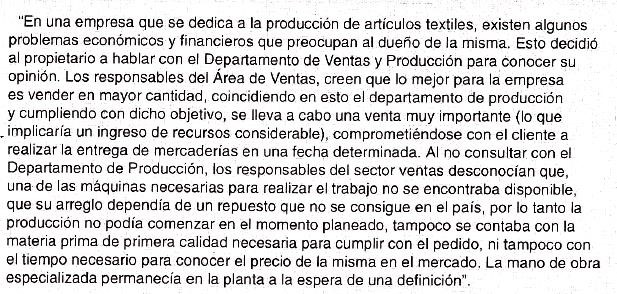 "En una empresa que se dedica a la producción de artículos textiles, existen algunos
problemas económicos y financieros que preocupan al dueño de la misma. Esto decidió
al propietario a hablar con el Departamento de Ventas y Producción para conocer su
opinión. Los responsables del Área de Ventas, creen que lo mejor para la empresa
es vender en mayor cantidad, coincidiendo en esto el departamento de producción
y cumpliendo con dicho objetivo, se lleva a cabo una venta muy importante (lo que
implicaría un ingreso de recursos considerable), comprometiéndose con el cliente a
realizar la entrega de mercaderías en una fecha determinada. Al no consultar con el
Departamento de Producción, los responsables del sector ventas desconocían que,
una de las máquinas necesarias para realizar el trabajo no se encontraba disponible,
que su arreglo dependía de un repuesto que no se consigue en el país, por lo tanto la
producción no podía comenzar en el momento planeado, tampoco se contaba con la
materia prima de primera calidad necesaria para cumplir con el pedido, ni tampoco con
el tiempo necesario para conocer el precio de la misma en el mercado. La mano de obra
especializada permanecía en la planta a la espera de una definición".